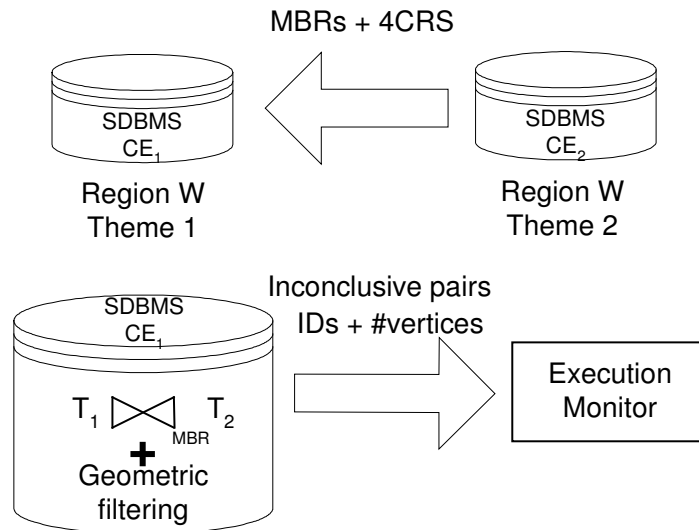 MBRs + 4CRS
SDBMS
CE1
SDBMS
CE2
Region W
Theme 1
Region W
Theme 2
SDBMS
CE1
Inconclusive pairs
IDs + #vertices
T1 MBR T2
+
Geometric
filtering
Execution
Monitor